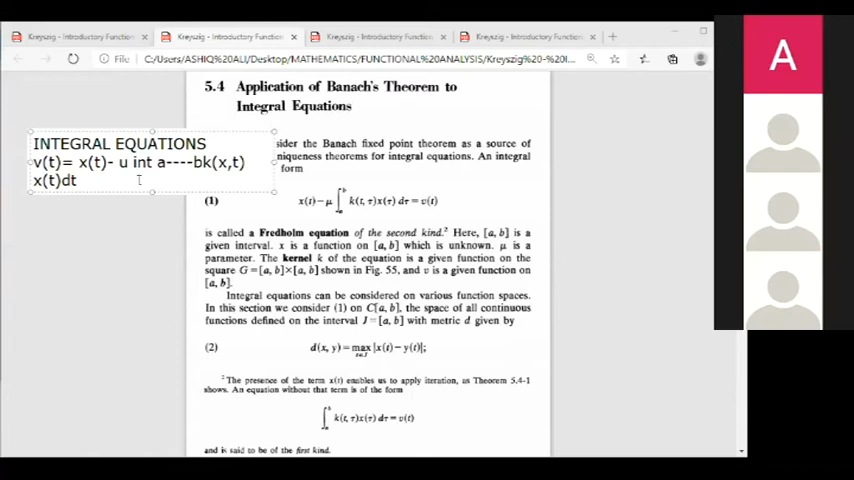 Kreyszig - Introductory Function
Kreyszig - Introductory Function
Kreyszig - Introductory Function
Kreyszig - Introductory Function
File
C:/Users/ASHIQ%20ALI/Desktop/MATHEMATICS/FUNCTIONAL%20ANALYSIS/Kreyszig%20-%20I...
A
5.4 Application of Banach's Theorem to
Integral Equations
INTEGRAL EQUATIONS
v(t)= x(t)- u int a----bk(x,t)
x(t)dt
sider the Banach fixed point theorem as a source of
niqueness theorems for integral equations. An integral
form
(1) x(t)−μ ∫_a^b k(t, τ)x(τ) dτ = v(t)
is called a Fredholm equation of the second kind.² Here, [a, b] is a
given interval. x is a function on [a, b] which is unknown. μ is a
parameter. The kernel k of the equation is a given function on the
square G = [a, b]×[a, b] shown in Fig. 55, and v is a given function on
[a, b].
Integral equations can be considered on various function spaces.
In this section we consider (1) on C[a, b], the space of all continuous
functions defined on the interval J = [a, b] with metric d given by
(2) d(x, y) = max_{t∈J} |x(t)−y(t)|;
² The presence of the term x(t) enables us to apply iteration, as Theorem 5.4-1
shows. An equation without that term is of the form
∫_a^b k(t, τ)x(τ) dτ = v(t)
and is said to be of the first kind.